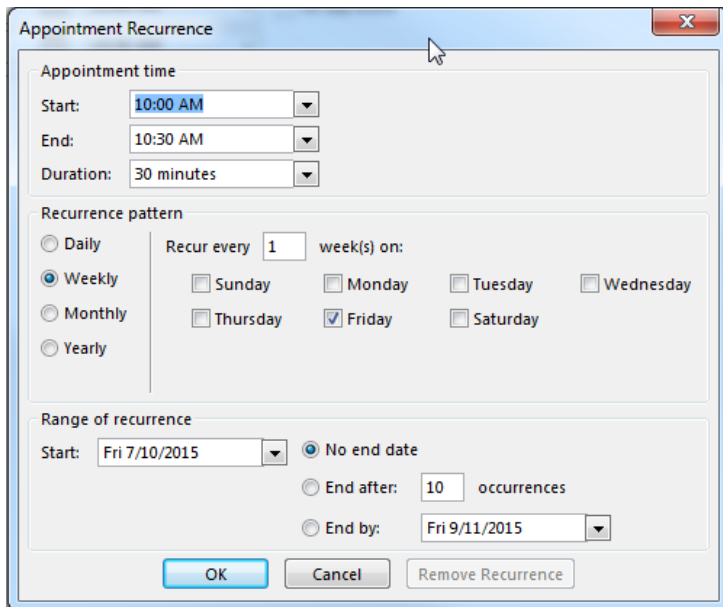 Appointment Recurrence
Appointment time
Start: 10:00 AM
End: 10:30 AM
Duration: 30 minutes
Recurrence pattern
Daily
Recur every 1 week(s) on:
Weekly
Sunday Monday Tuesday Wednesday
Monthly
Thursday Friday Saturday
Yearly
Range of recurrence
Start: Fri 7/10/2015 No end date
End after: 10 occurrences
End by: Fri 9/11/2015
OK Cancel Remove Recurrence